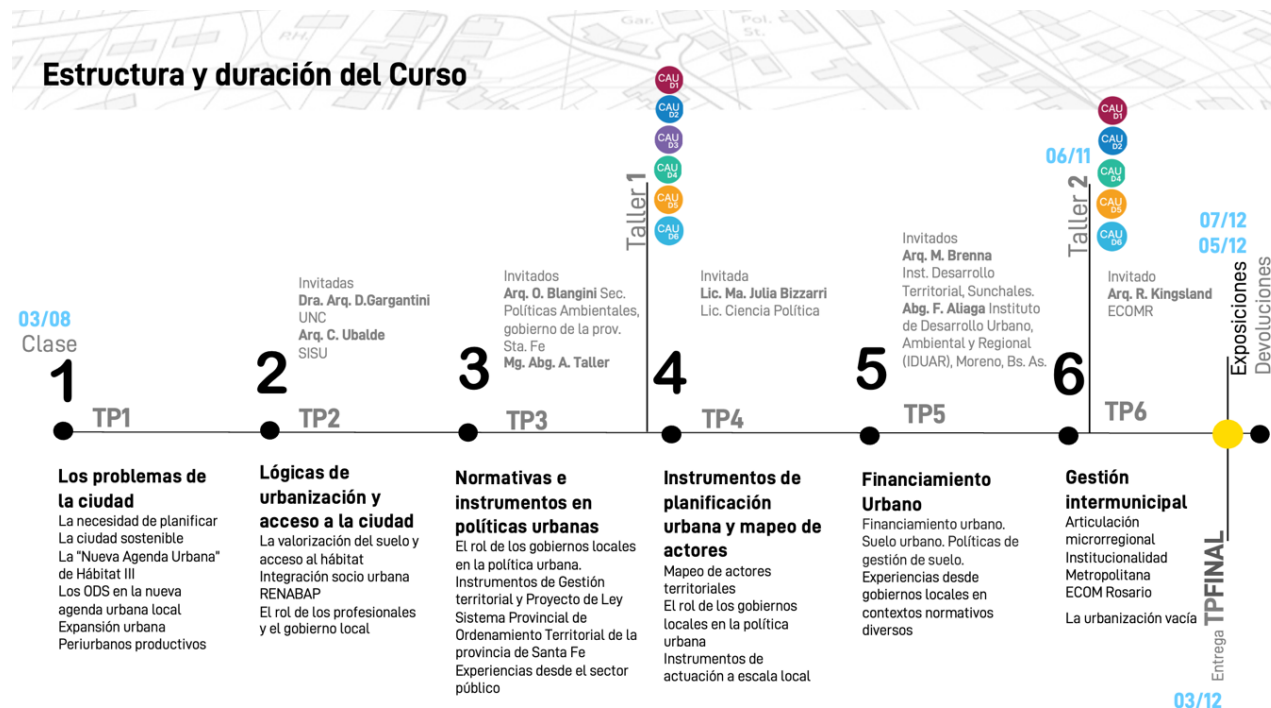 Gar.
Pol.
St.
P.H.
Estructura y duración del Curso
CAU D1
CAU D2
CAU D3
CAU D4
CAU D5
CAU D6
Taller 1
06/11
CAU D1
CAU D2
CAU D4
CAU D5
CAU D6
Taller 2
07/12
05/12
Exposiciones
Devoluciones
03/08
Clase
1
TP1
Los problemas de
la ciudad
La necesidad de planificar
La ciudad sostenible
La "Nueva Agenda Urbana"
de Hábitat III
Los ODS en la nueva
agenda urbana local
Expansión urbana
Periurbanos productivos
Invitadas
Dra. Arq. D.Gargantini
UNC
Arq. C. Ubalde
SISU
2
TP2
Lógicas de
urbanización y
acceso a la ciudad
La valorización del suelo y
acceso al hábitat
Integración socio urbana
RENABAP
El rol de los profesionales
y el gobierno local
Invitados
Arq. O. Blangini Sec.
Políticas Ambientales,
gobierno de la prov.
Sta. Fe
Mg. Abg. A. Taller
3
TP3
Normativas e
instrumentos en
políticas urbanas
El rol de los gobiernos locales
en la política urbana.
Instrumentos de Gestión
territorial y Proyecto de Ley
Sistema Provincial de
Ordenamiento Territorial de la
provincia de Santa Fe
Experiencias desde el sector
público
Invitada
Lic. Ma. Julia Bizzarri
Lic. Ciencia Política
4
TP4
Instrumentos de
planificación
urbana y mapeo de
actores
Mapeo de actores
territoriales
El rol de los gobiernos
locales en la política
urbana
Instrumentos de
actuación a escala local
Invitados
Arq. M. Brenna
Inst. Desarrollo
Territorial, Sunchales.
Abg. F. Aliaga Instituto
de Desarrollo Urbano,
Ambiental y Regional
(IDUAR), Moreno, Bs. As.
5
TP5
Financiamiento
Urbano
Financiamiento urbano.
Suelo urbano. Políticas de
gestión de suelo.
Experiencias desde
gobiernos locales en
contextos normativos
diversos
Invitado
Arq. R. Kingsland
ECOMR
6
TP6
Gestión
intermunicipal
Articulación
microrregional
Institucionalidad
Metropolitana
ECOM Rosario
La urbanización vacía
Entrega TPFINAL
03/12